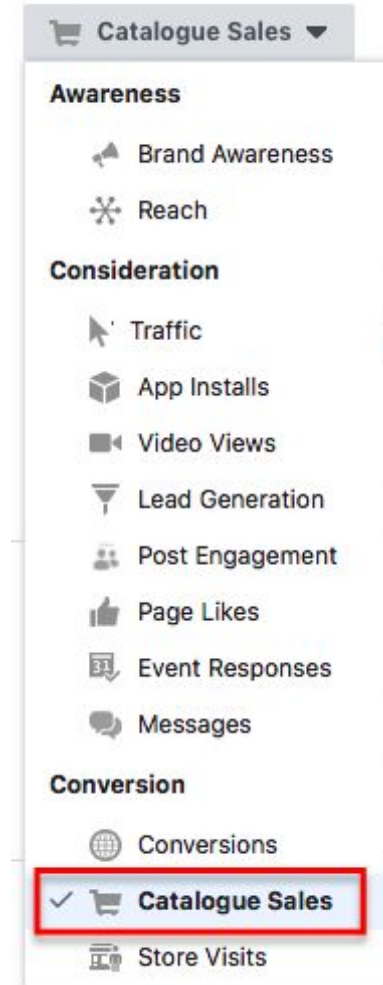 Catalogue Sales
Awareness
Brand Awareness
Reach
Consideration
Traffic
App Installs
Video Views
Lead Generation
Post Engagement
Page Likes
31 Event Responses
Messages
Conversion
Conversions
Catalogue Sales
Store Visits